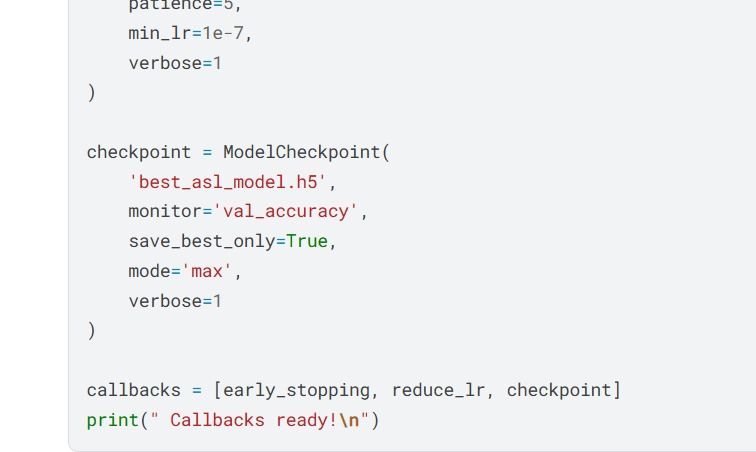 patience=5,
min_lr=1e-7,
verbose=1
)
checkpoint = ModelCheckpoint(
'best_asl_model.h5',
monitor='val_accuracy',
save_best_only=True,
mode='max',
verbose=1
)
callbacks = [early_stopping, reduce_lr, checkpoint]
print(" Callbacks ready!\n")